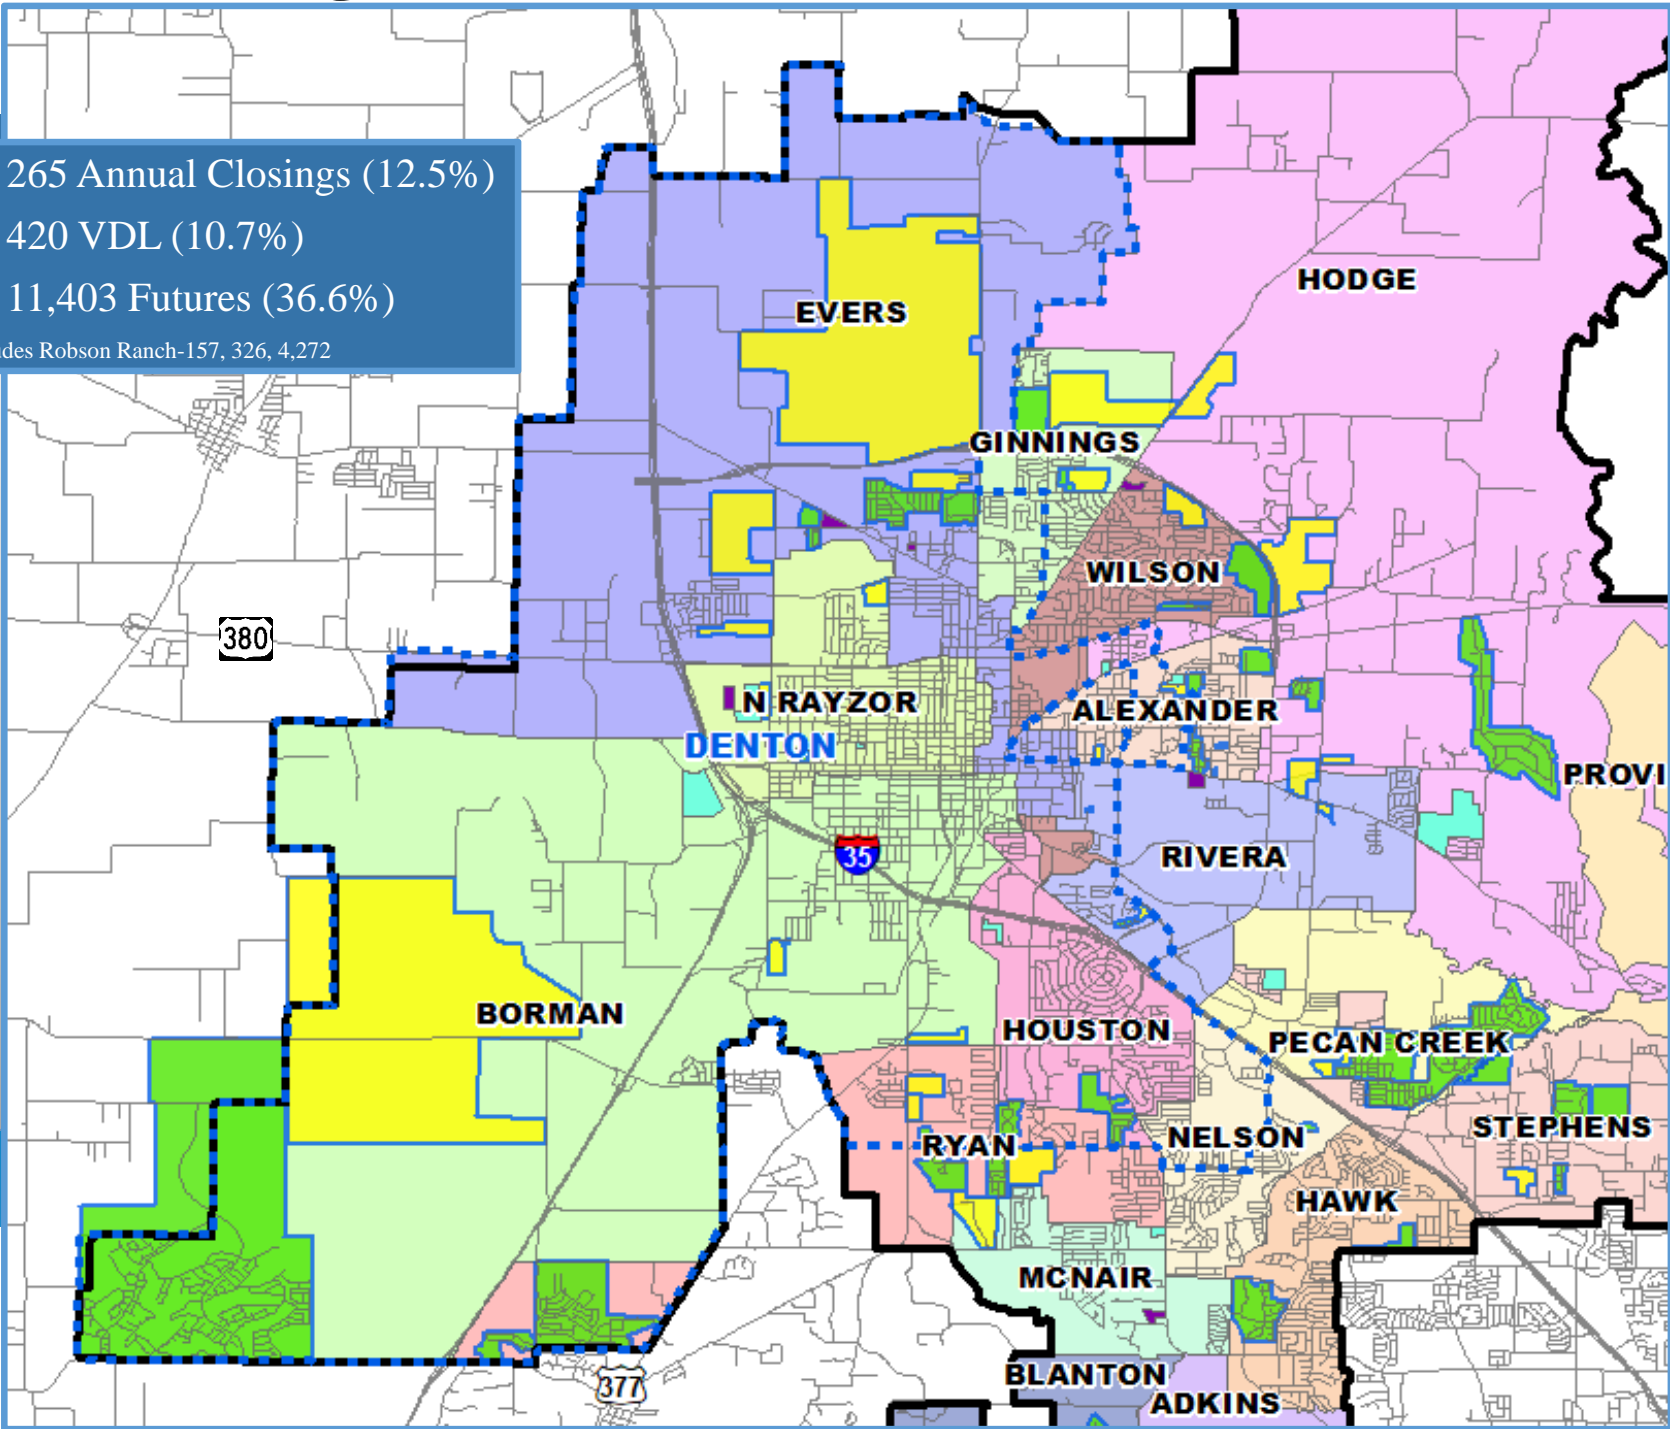 265 Annual Closings (12.5%)
420 VDL (10.7%)
11,403 Futures (36.6%)
Robson Ranch-157, 326, 4,272
HODGE
EVERS
GINNINGS
WILSON
380
N RAYZOR
ALEXANDER
DENTON
PROVI
35
RIVERA
BORMAN
HOUSTON
PECAN CREEK
STEPHENS
RYAN
NELSON
HAWK
MCNAIR
BLANTON
377
ADKINS